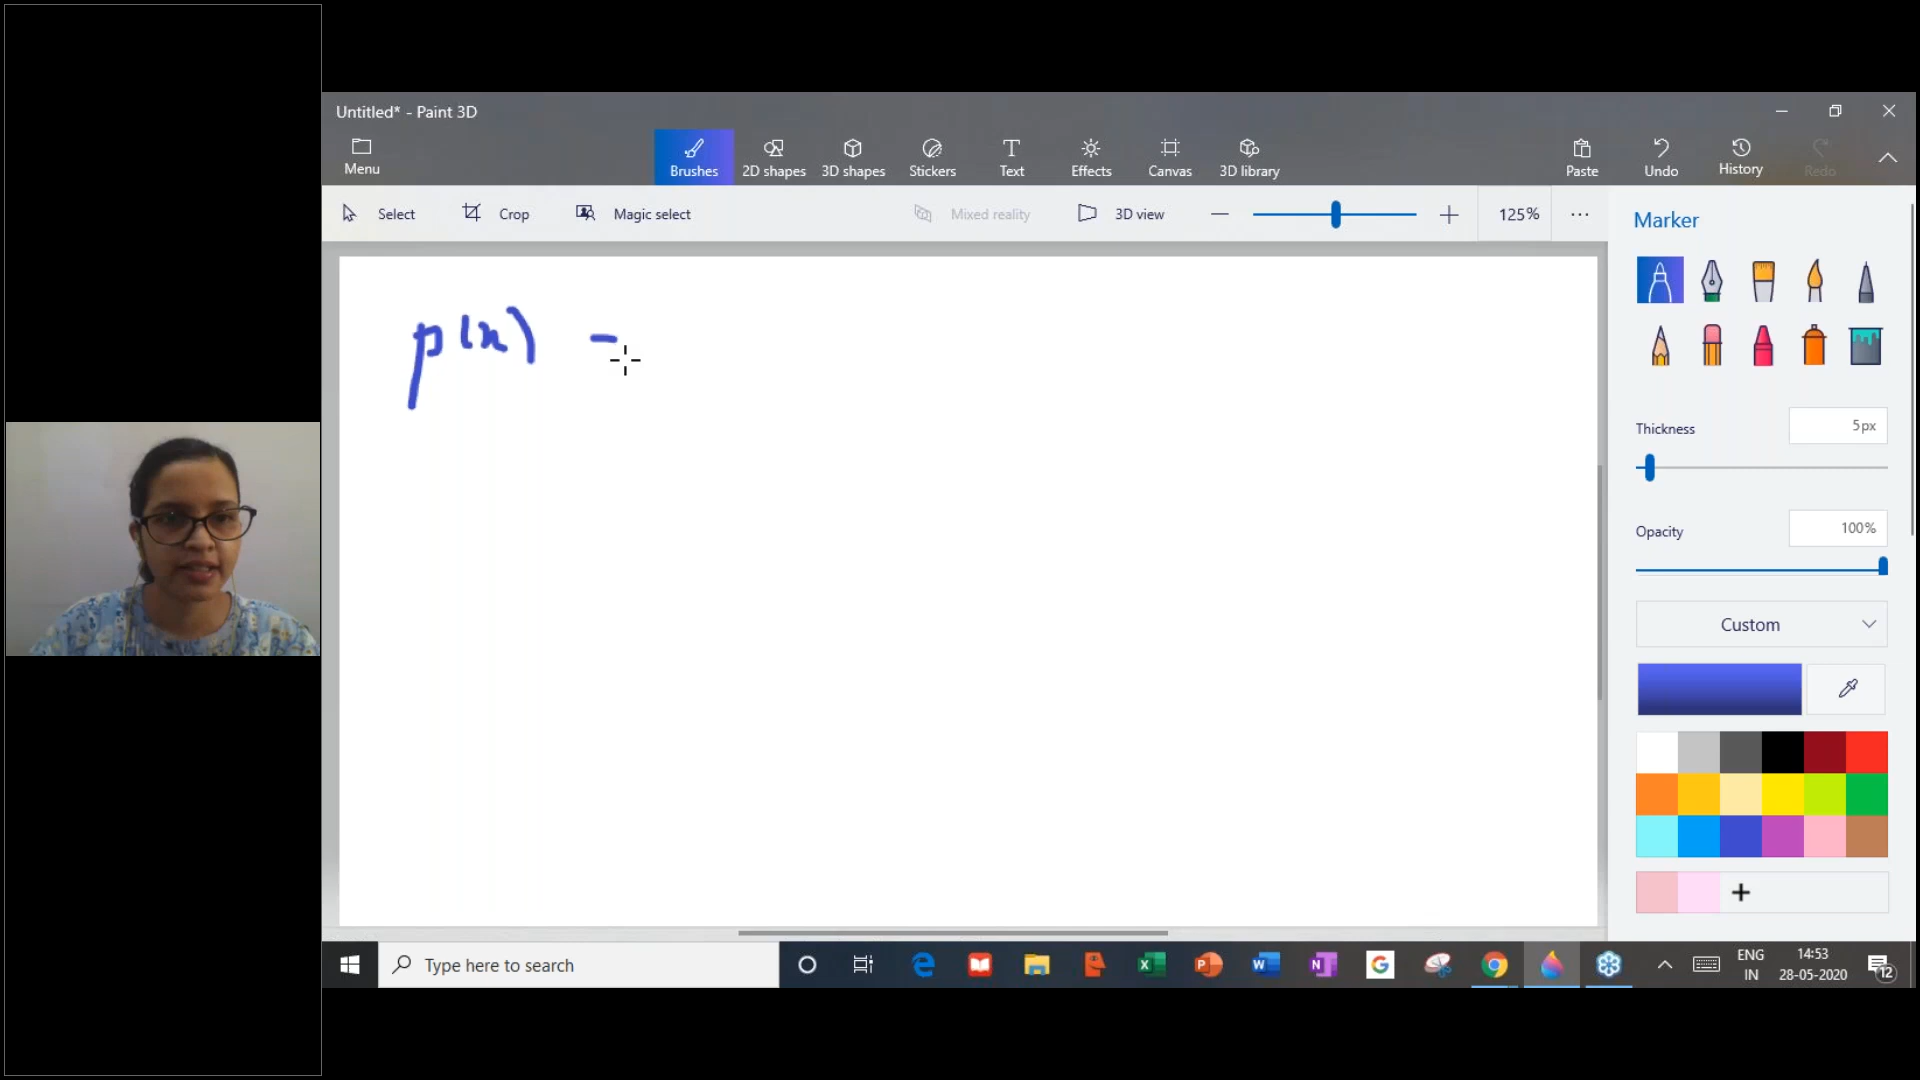 Untitled* - Paint 3D
Menu
Brushes
2D shapes
3D shapes
Stickers
Text
Effects
Canvas
3D library
Paste
Undo
History
Redo
Select
Crop
Magic select
Mixed reality
3D view
125%
Marker
p(x) -
Thickness
5px
Opacity
100%
Custom
Type here to search
ENG
IN
14:53
28-05-2020
12